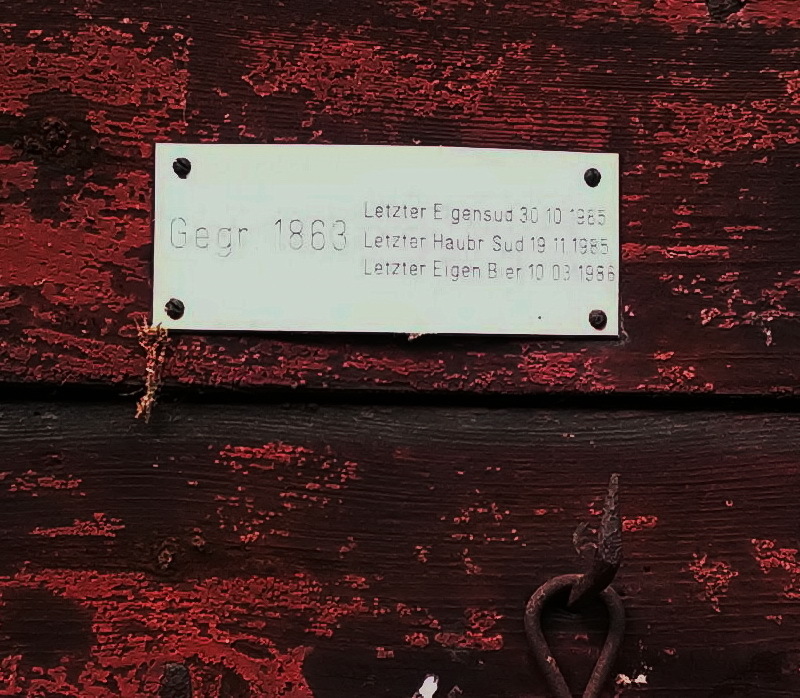 Gegr. 1863
Letzter Eigensud 30.10.1985
Letzter Haubr Sud 19.11.1985
Letzter Eigen Bier 10.03.1986